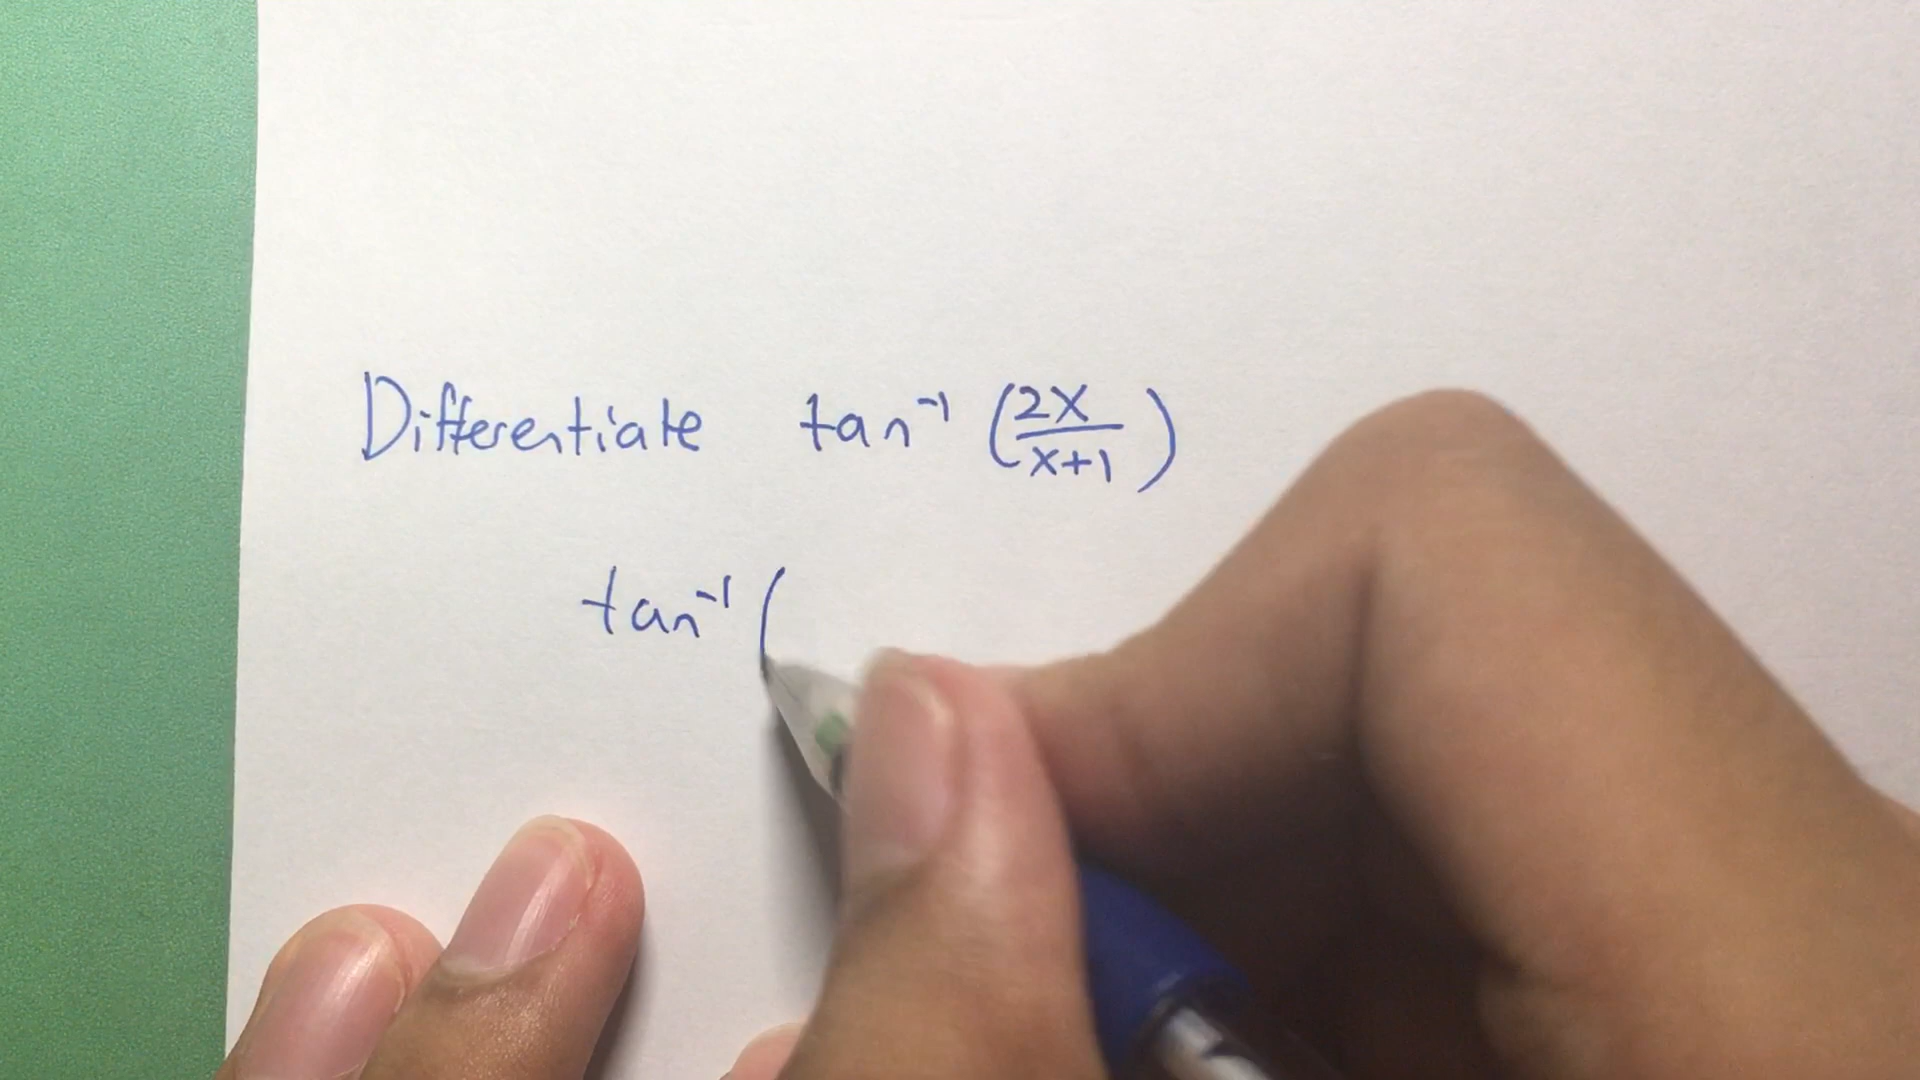 Differentiate tan⁻¹ (2x/x+1)
tan⁻¹ (